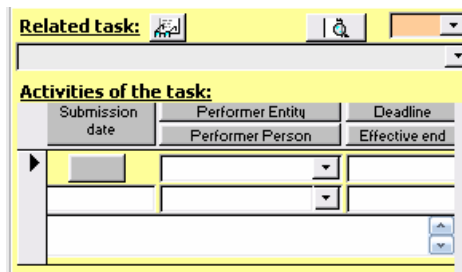 Related task:
Activities of the task:
Submission date
Performer Entity
Deadline
Performer Person
Effective end